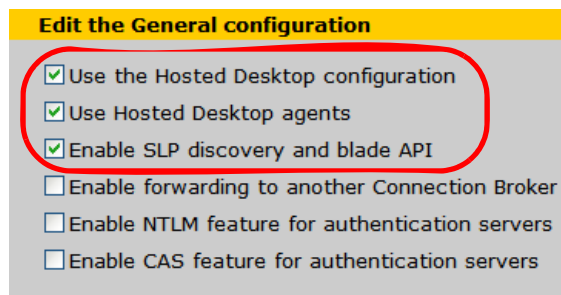 Edit the General configuration
Use the Hosted Desktop configuration
Use Hosted Desktop agents
Enable SLP discovery and blade API
Enable forwarding to another Connection Broker
Enable NTLM feature for authentication servers
Enable CAS feature for authentication servers